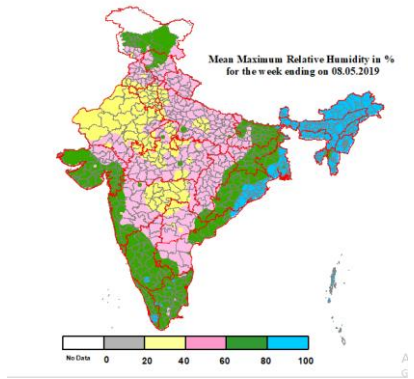 Mean Maximum Relative Humidity in %
for the week ending on 08.05.2019
No Data 0 20 40 60 80 100
A
G